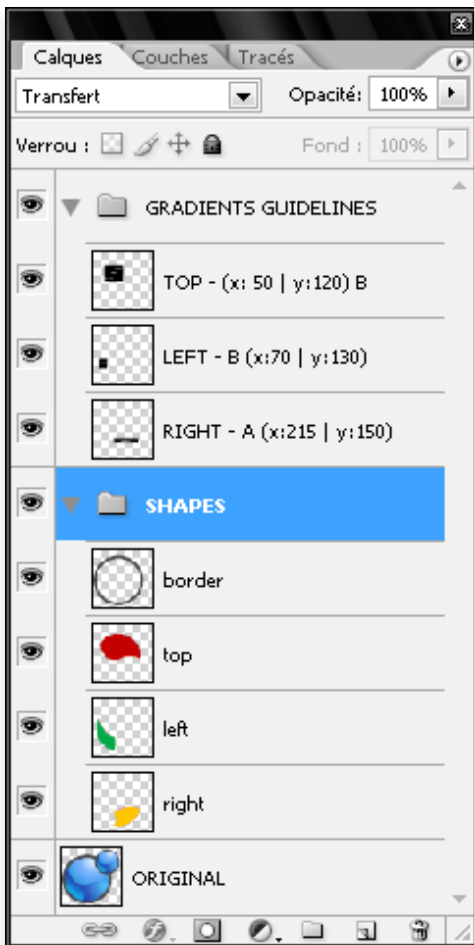 Calques Couches Tracés
Transfert Opacité: 100%
Verrou : Fond : 100%
GRADIENTS GUIDELINES
TOP - (x: 50 | y:120) B
LEFT - B (x:70 | y:130)
RIGHT - A (x:215 | y:150)
SHAPES
border
top
left
right
ORIGINAL